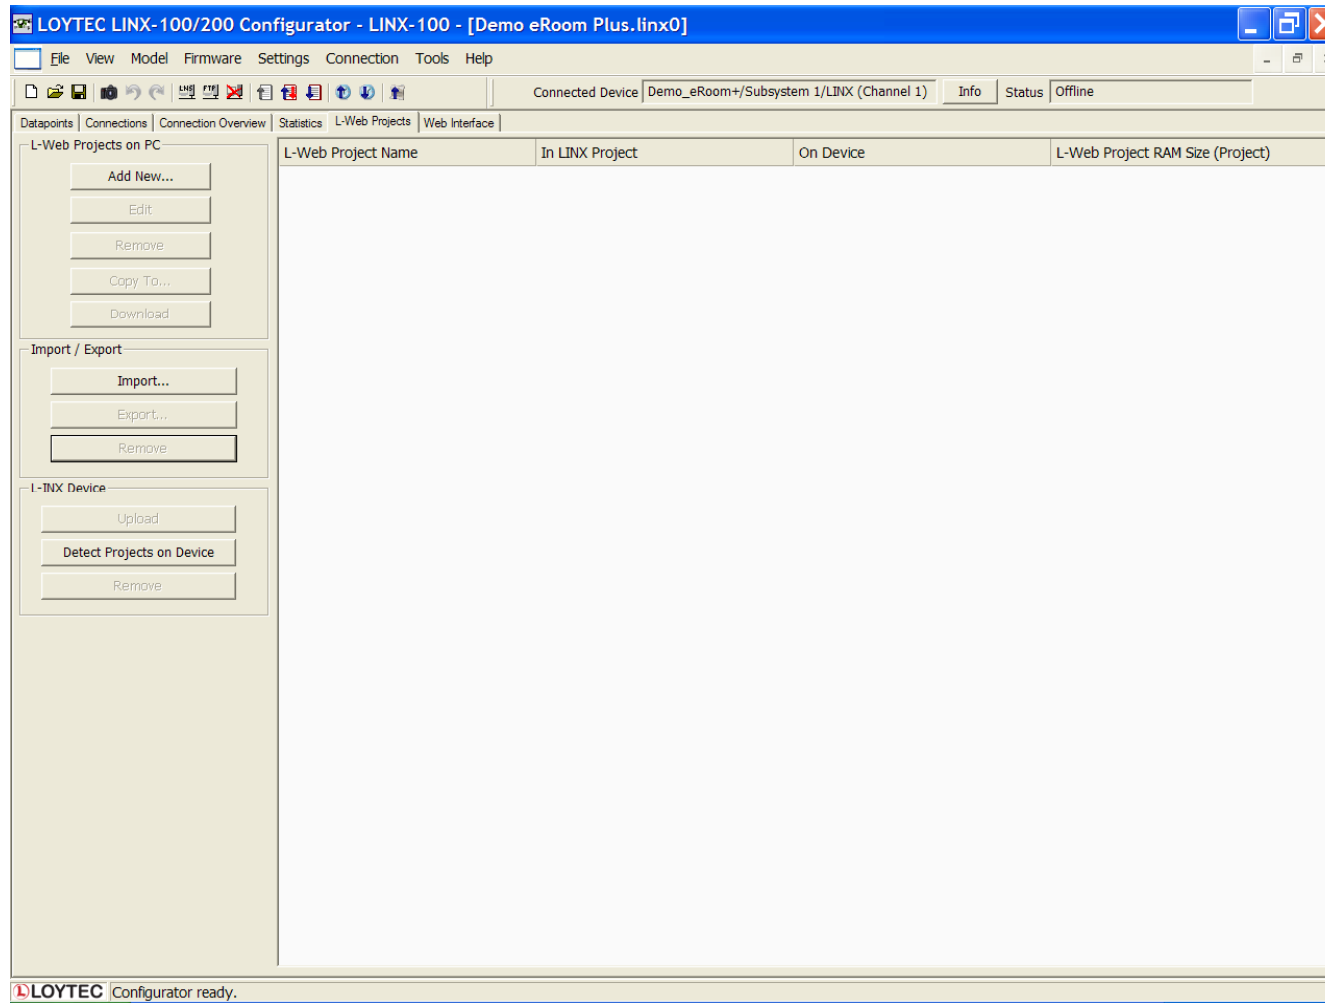 LOYTEC LINX-100/200 Configurator - LINX-100 - [Demo eRoom Plus.linx0]
File View Model Firmware Settings Connection Tools Help
LNS FTP Connected Device Demo_eRoom+/Subsystem 1/LINX (Channel 1) Info Status Offline
Datapoints Connections Connection Overview Statistics L-Web Projects Web Interface
L-Web Projects on PC
L-Web Project Name In LINX Project On Device L-Web Project RAM Size (Project)
Add New...
Edit
Remove
Copy To...
Download
Import / Export
Import...
Export...
Remove
L-INX Device
Upload
Detect Projects on Device
Remove
LOYTEC Configurator ready.